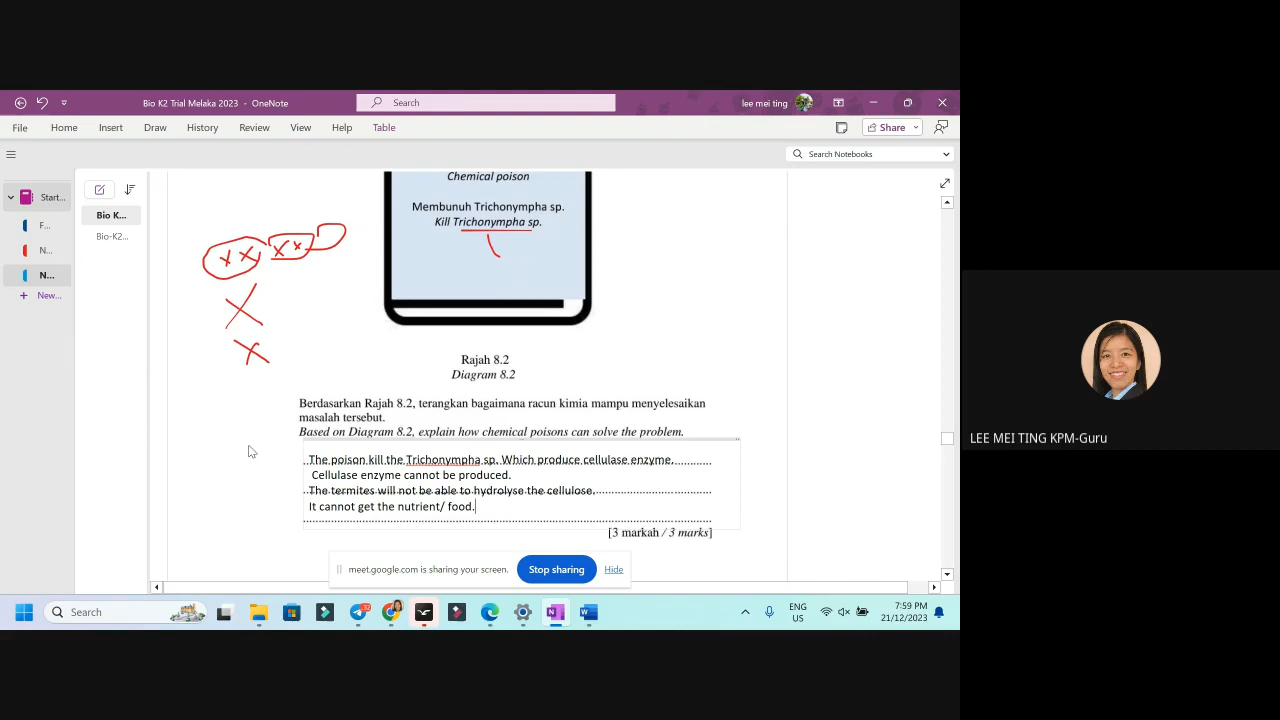 Bio K2 Trial Melaka 2023 - OneNote
Search
lee mei ting
File Home Insert Draw History Review View Help Table
Share
Search Notebooks
Start...
F...
N...
N...
New...
Bio K...
Bio-K2...
Chemical poison
Membunuh Trichonympha sp.
Kill Trichonympha sp.
Rajah 8.2
Diagram 8.2
Berdasarkan Rajah 8.2, terangkan bagaimana racun kimia mampu menyelesaikan
masalah tersebut.
Based on Diagram 8.2, explain how chemical poisons can solve the problem.
The poison kill the Trichonympha sp. Which produce cellulase enzyme.
Cellulase enzyme cannot be produced.
The termites will not be able to hydrolyse the cellulose.
It cannot get the nutrient/ food.
[3 markah / 3 marks]
meet.google.com is sharing your screen.
Stop sharing
Hide
LEE MEI TING KPM-Guru
Search
ENG
US
7:59 PM
21/12/2023